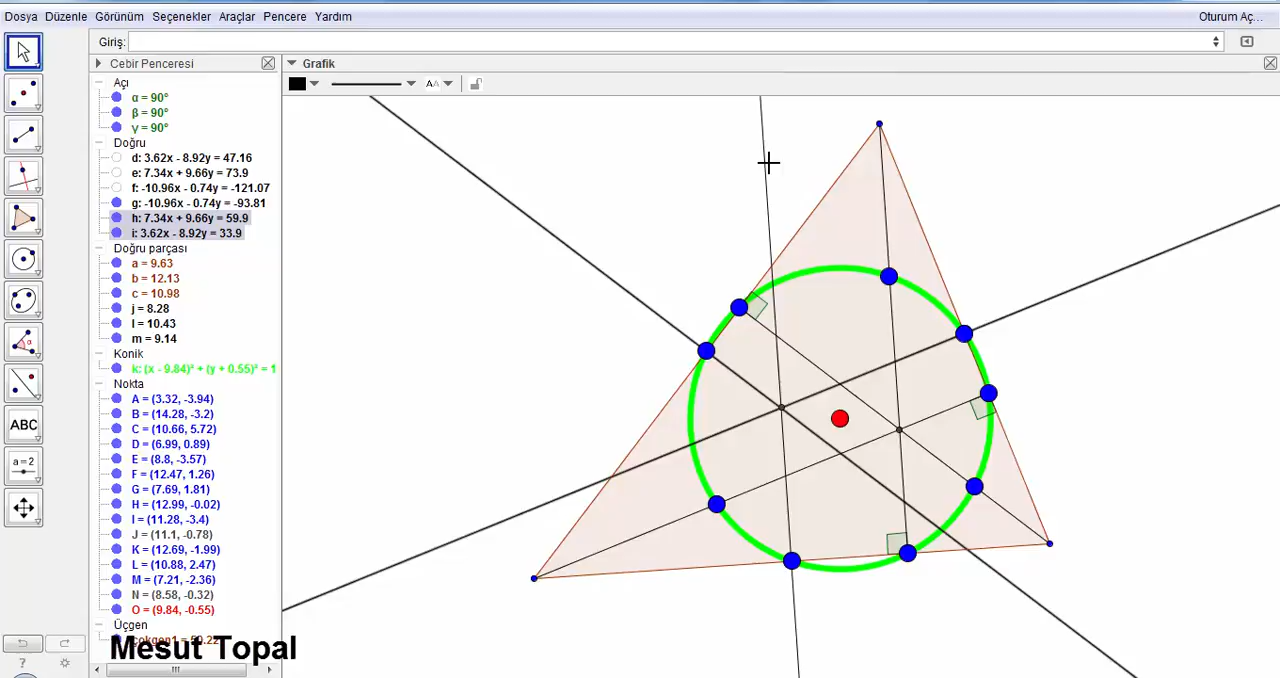 Dosya Düzenle Görünüm Seçenekler Araçlar Pencere Yardım Oturum Aç...
Giriş:
Cebir Penceresi
Grafik
Açı
α = 90°
β = 90°
γ = 90°
Doğru
d: 3.62x - 8.92y = 47.16
e: 7.34x + 9.66y = 73.9
f: -10.96x - 0.74y = -121.07
g: -10.96x - 0.74y = -93.81
h: 7.34x + 9.66y = 59.9
i: 3.62x - 8.92y = 33.9
Doğru parçası
a = 9.63
b = 12.13
c = 10.98
j = 8.28
l = 10.43
m = 9.14
Konik
k: (x - 9.84)² + (y + 0.55)² = 1
Nokta
A = (3.32, -3.94)
B = (14.28, -3.2)
C = (10.66, 5.72)
D = (6.99, 0.89)
E = (8.8, -3.57)
F = (12.47, 1.26)
G = (7.69, 1.81)
H = (12.99, -0.02)
I = (11.28, -3.4)
J = (11.1, -0.78)
K = (12.69, -1.99)
L = (10.88, 2.47)
M = (7.21, -2.36)
N = (8.58, -0.32)
O = (9.84, -0.55)
Üçgen
Mesut Topal
ABC
a = 2